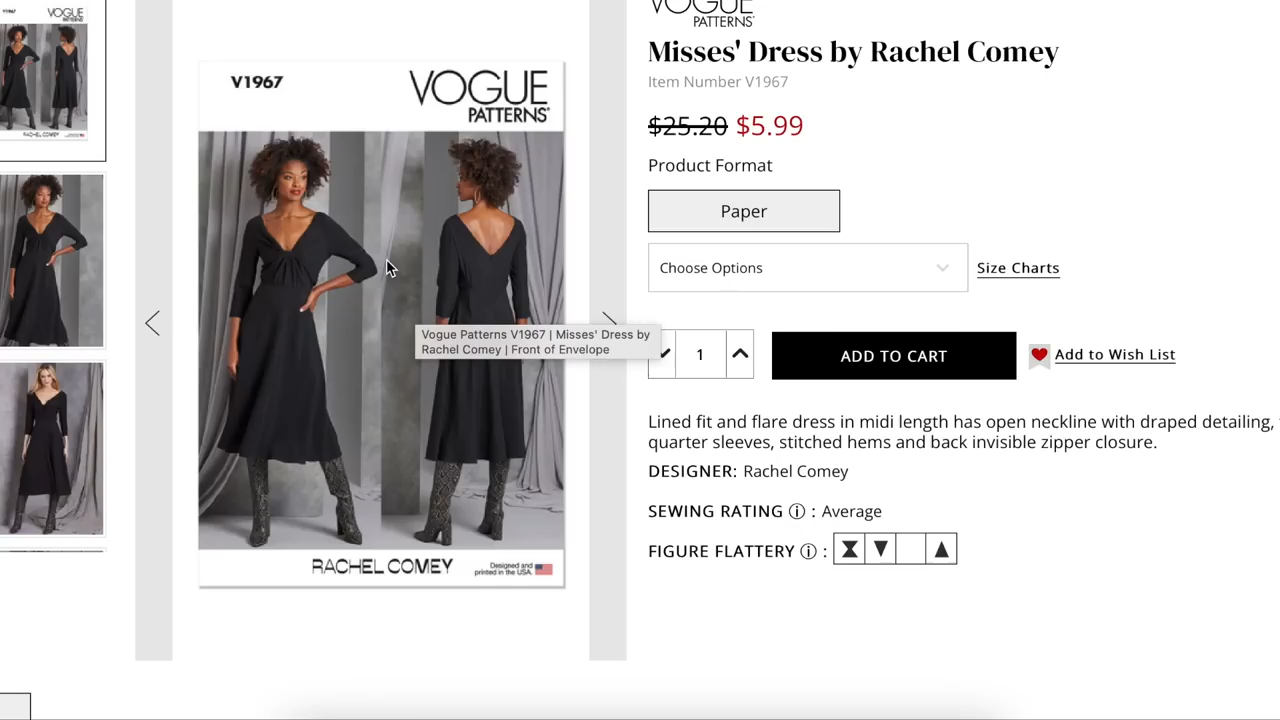 VOGUE
PATTERNS
Misses' Dress by Rachel Comey
Item Number V1967
$25.20 $5.99
Product Format
Paper
Choose Options
Size Charts
1
ADD TO CART
Add to Wish List
Lined fit and flare dress in midi length has open neckline with draped detailing,
quarter sleeves, stitched hems and back invisible zipper closure.
DESIGNER: Rachel Comey
SEWING RATING ⓘ : Average
FIGURE FLATTERY ⓘ :
V1967
VOGUE
PATTERNS®
Vogue Patterns V1967 | Misses' Dress by
Rachel Comey | Front of Envelope
RACHEL COMEY
Designed and
printed in the USA.
VOGUE
RACHEL COMEY